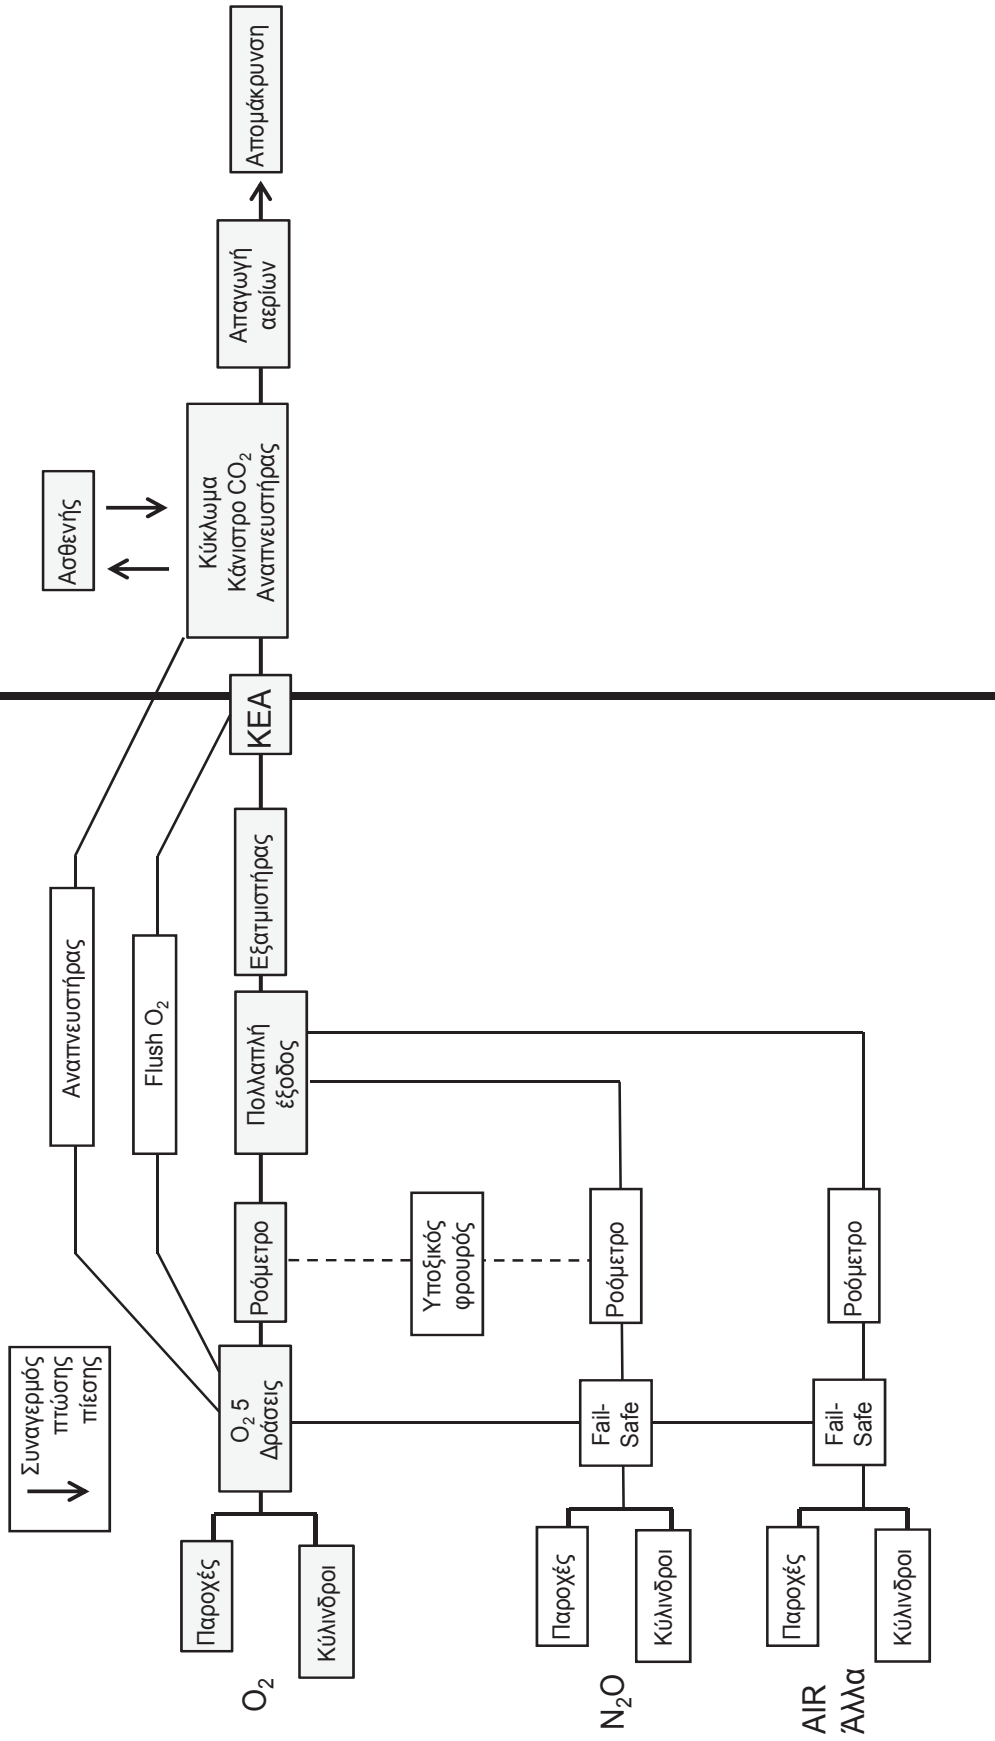 Συναγερμός
πτώσης
πίεσης
Αναπνευστήρας
Flush O₂
Ασθενής
O₂
Παροχές
Κύλινδροι
O₂ 5
Δράσεις
Ροόμετρο
Πολλαπλή
έξοδος
Εξατμιστήρας
ΚΕΑ
Κύκλωμα
Κάνιστρο CO₂
Αναπνευστήρας
Απαγωγή
αερίων
Απομάκρυνση
Υποξικός
φρουρός
N₂O
Παροχές
Κύλινδροι
Fail-
Safe
Ροόμετρο
AIR
Άλλα
Παροχές
Κύλινδροι
Fail-
Safe
Ροόμετρο